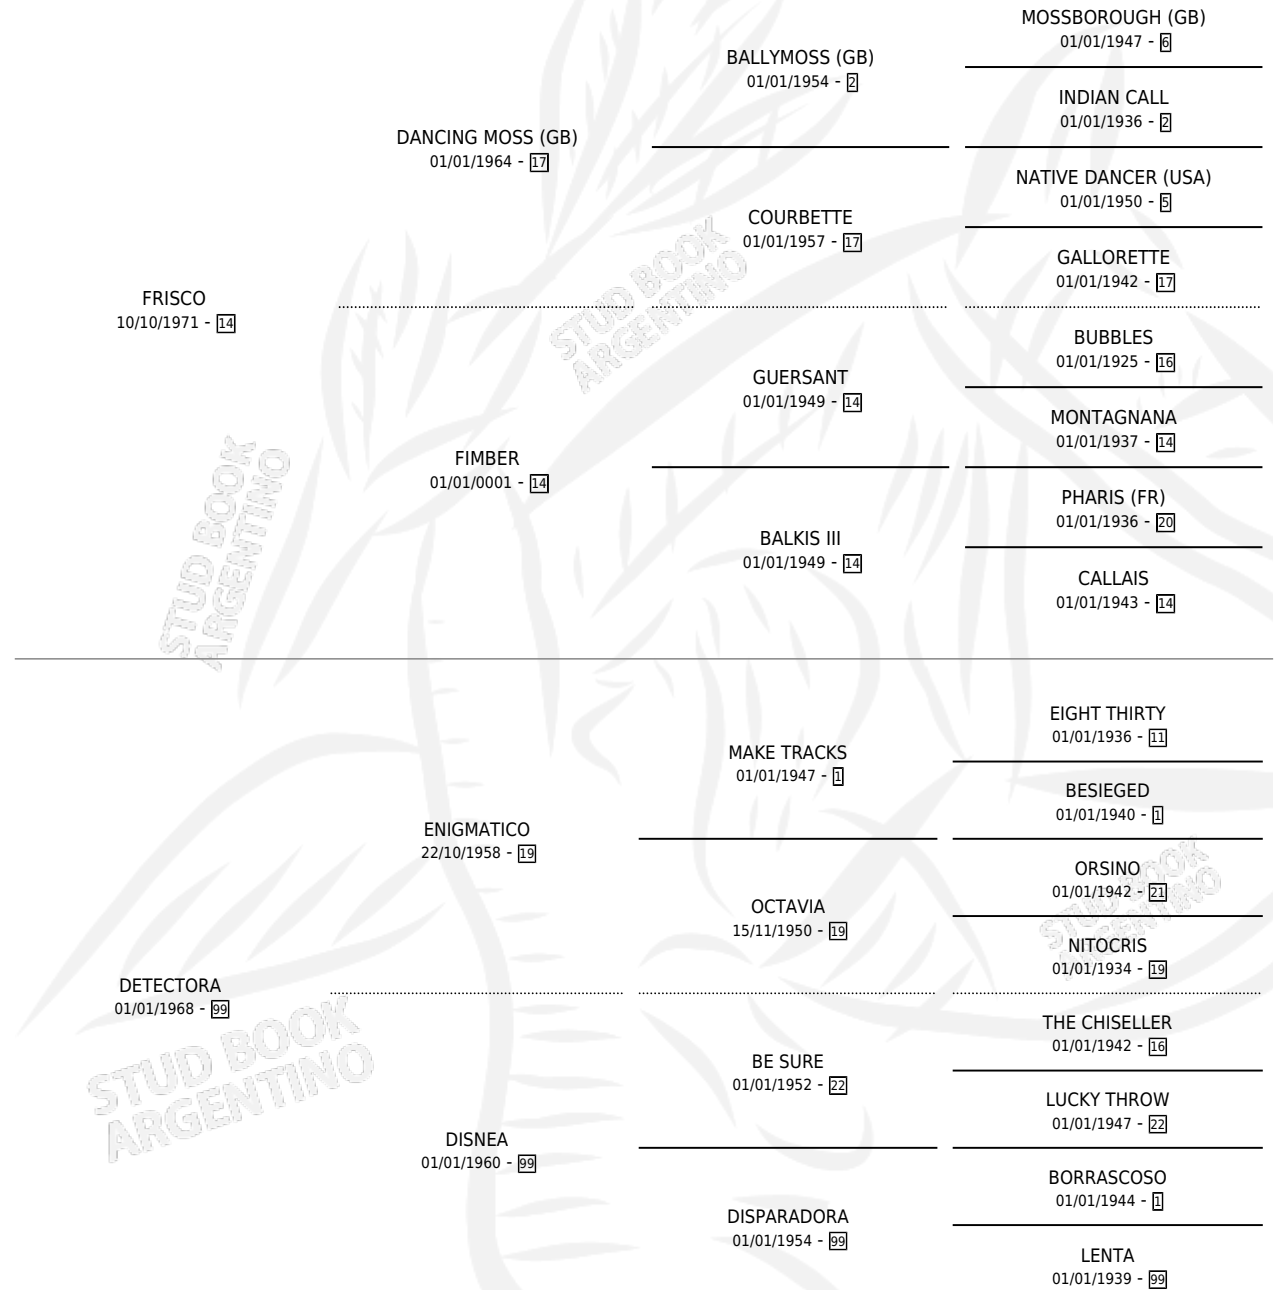 MOSSBOROUGH (GB)
01/01/1947 - 6
BALLYMOSS (GB)
01/01/1954 - 2
INDIAN CALL
01/01/1936 - 2
DANCING MOSS (GB)
01/01/1964 - 17
NATIVE DANCER (USA)
01/01/1950 - 5
COURBETTE
01/01/1957 - 17
GALLORETTE
01/01/1942 - 17
FRISCO
10/10/1971 - 14
BUBBLES
01/01/1925 - 16
GUERSANT
01/01/1949 - 14
MONTAGNANA
01/01/1937 - 14
FIMBER
01/01/0001 - 14
PHARIS (FR)
01/01/1936 - 20
BALKIS III
01/01/1949 - 14
CALLAIS
01/01/1943 - 14
STUD BOOK
ARGENTINO
STUD BOOK
ARGENTINO
EIGHT THIRTY
01/01/1936 - 11
MAKE TRACKS
01/01/1947 - 1
BESIEGED
01/01/1940 - 1
ENIGMATICO
22/10/1958 - 19
ORSINO
01/01/1942 - 21
OCTAVIA
15/11/1950 - 19
NITOCRIS
01/01/1934 - 19
STUD BOOK
ARGENTINO
DETECTORA
01/01/1968 - 99
THE CHISELLER
01/01/1942 - 16
BE SURE
01/01/1952 - 22
LUCKY THROW
01/01/1947 - 22
STUD BOOK
ARGENTINO
DISNEA
01/01/1960 - 99
BORRASCOSO
01/01/1944 - 1
DISPARADORA
01/01/1954 - 99
LENTA
01/01/1939 - 99